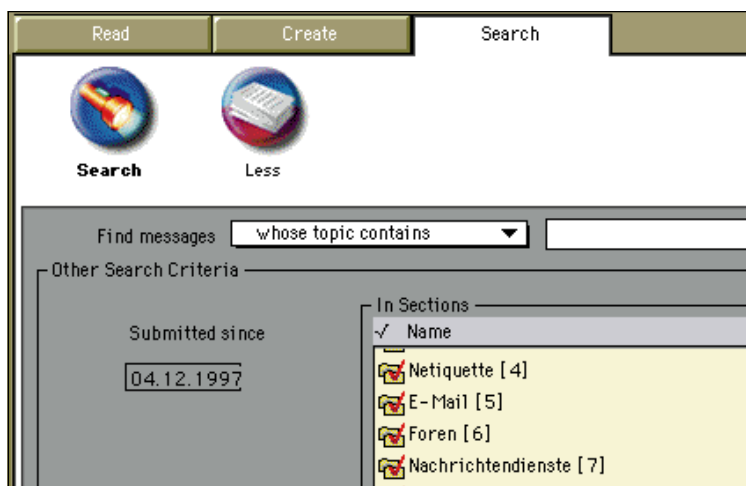 Read Create Search
Search Less
Find messages whose topic contains
Other Search Criteria
In Sections
Submitted since
✓ Name
04.12.1997
Netiquette [4]
E-Mail [5]
Foren [6]
Nachrichtendienste [7]